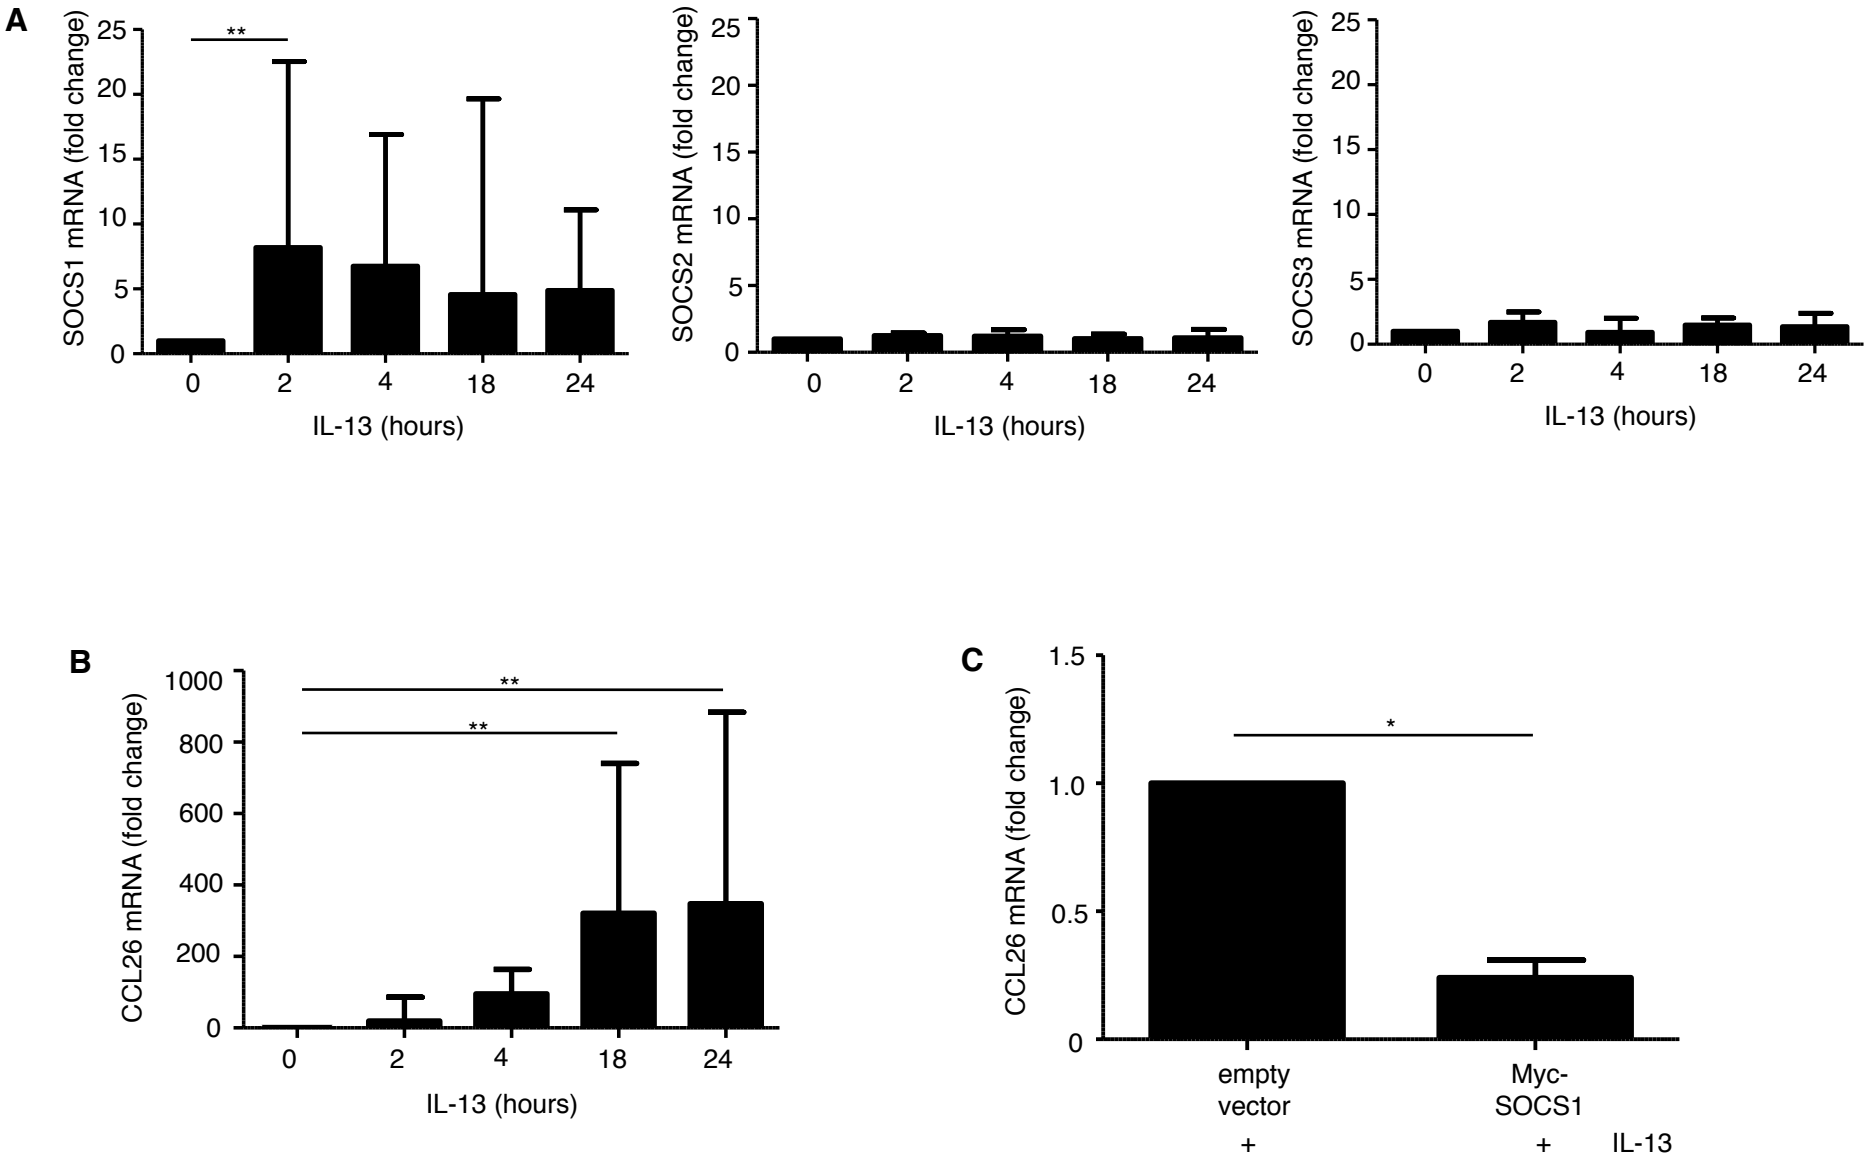 A
SOCS1 mRNA (fold change)
25
20
15
10
5
0
**
0 2 4 18 24
IL-13 (hours)
SOCS2 mRNA (fold change)
25
20
15
10
5
0
0 2 4 18 24
IL-13 (hours)
SOCS3 mRNA (fold change)
25
20
15
10
5
0
0 2 4 18 24
IL-13 (hours)
B
CCL26 mRNA (fold change)
1000
800
600
400
200
0
**
**
0 2 4 18 24
IL-13 (hours)
C
CCL26 mRNA (fold change)
1.5
1.0
0.5
0
*
empty Myc-
vector SOCS1
+ + IL-13